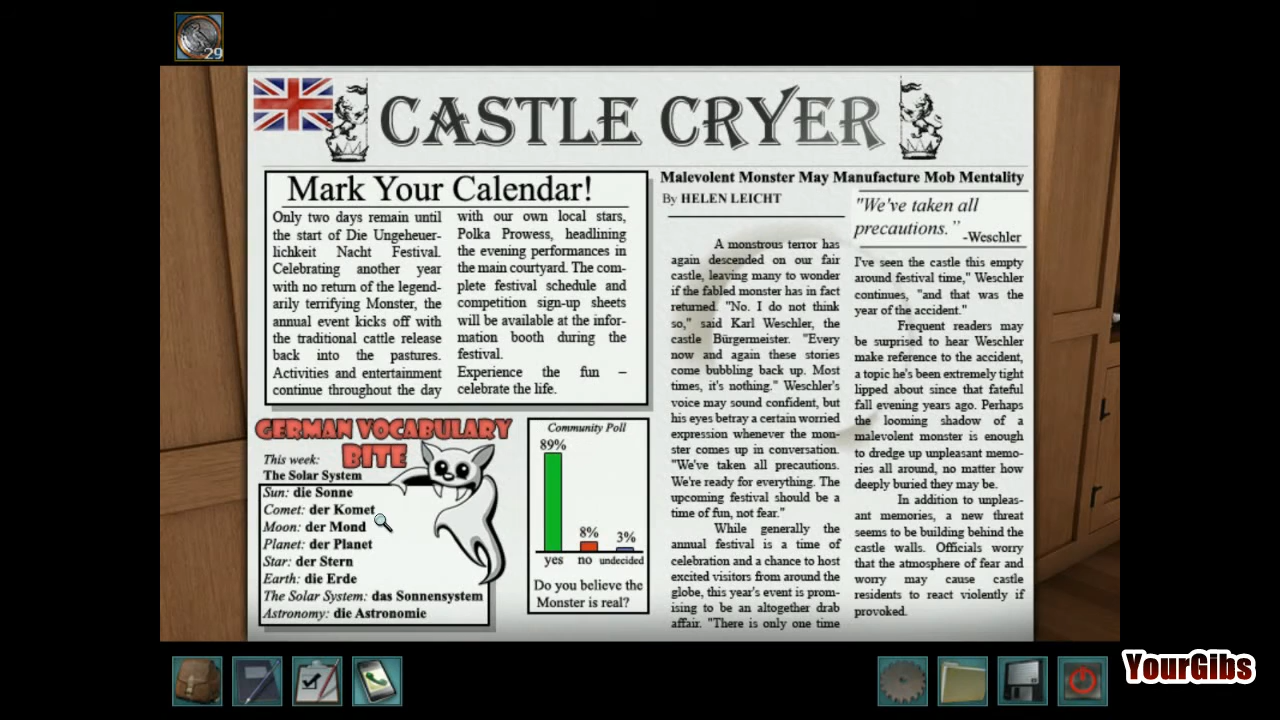 29
CASTLE CRYER
Mark Your Calendar!
Only two days remain until
the start of Die Ungeheuer-
lichkeit Nacht Festival.
Celebrating another year
with no return of the legend-
arily terrifying Monster, the
annual event kicks off with
the traditional cattle release
back into the pastures.
Activities and entertainment
continue throughout the day
with our own local stars,
Polka Prowess, headlining
the evening performances in
the main courtyard. The com-
plete festival schedule and
competition sign-up sheets
will be available at the infor-
mation booth during the
festival.
Experience the fun –
celebrate the life.
GERMAN VOCABULARY
BITE
This week:
The Solar System
Sun: die Sonne
Comet: der Komet
Moon: der Mond
Planet: der Planet
Star: der Stern
Earth: die Erde
The Solar System: das Sonnensystem
Astronomy: die Astronomie
Community Poll
89%
8%
3%
yes no undecided
Do you believe the
Monster is real?
Malevolent Monster May Manufacture Mob Mentality
By HELEN LEICHT
"We've taken all
precautions."
-Weschler
A monstrous terror has
again descended on our fair
castle, leaving many to wonder
if the fabled monster has in fact
returned. "No. I do not think
so," said Karl Weschler, the
castle Bürgermeister. "Every
now and again these stories
come bubbling back up. Most
times, it's nothing." Weschler's
voice may sound confident, but
his eyes betray a certain worried
expression whenever the mon-
ster comes up in conversation.
"We've taken all precautions.
We're ready for everything. The
upcoming festival should be a
time of fun, not fear."
While generally the
annual festival is a time of
celebration and a chance to host
excited visitors from around the
globe, this year's event is prom-
ising to be an altogether drab
affair. "There is only one time
I've seen the castle this empty
around festival time," Weschler
continues, "and that was the
year of the accident."
Frequent readers may
be surprised to hear Weschler
make reference to the accident,
a topic he's been extremely tight
lipped about since that fateful
fall evening years ago. Perhaps
the looming shadow of a
malevolent monster is enough
to dredge up unpleasant memo-
ries all around, no matter how
deeply buried they may be.
In addition to unpleas-
ant memories, a new threat
seems to be building behind the
castle walls. Officials worry
that the atmosphere of fear and
worry may cause castle
residents to react violently if
provoked.
YourGibs